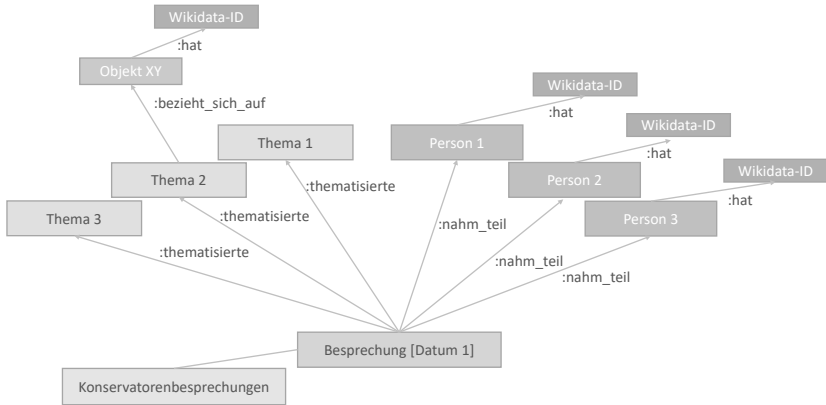 Wikidata-ID
:hat
Objekt XY
:bezieht_sich_auf
Wikidata-ID
:hat
Wikidata-ID
Thema 1
Person 1
:hat
Wikidata-ID
Thema 2
:thematisierte
Person 2
:hat
Thema 3
:thematisierte
:nahm_teil
Person 3
:thematisierte
:nahm_teil
:nahm_teil
Besprechung [Datum 1]
Konservatorenbesprechungen